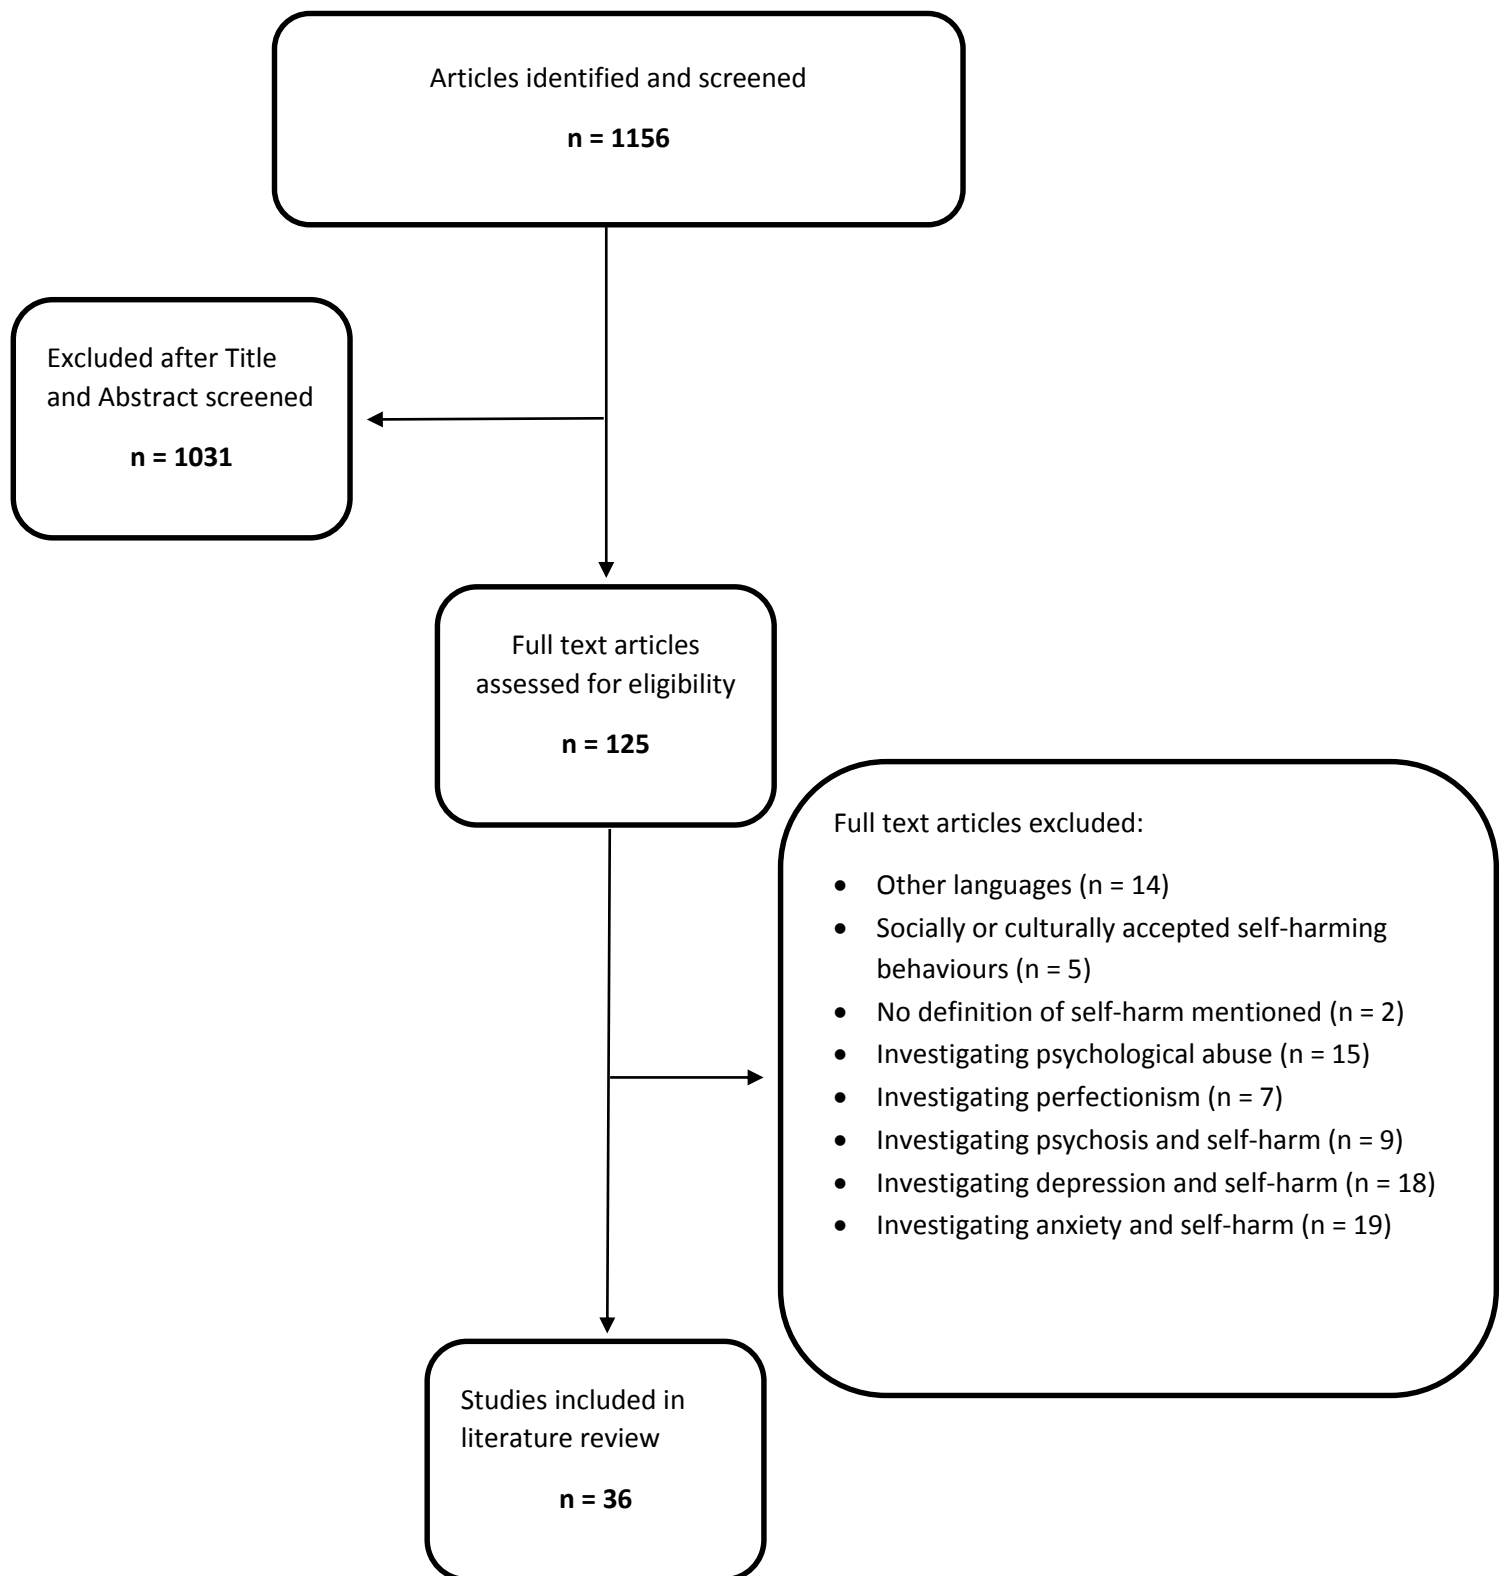 Articles identified and screened
n = 1156
Excluded after Title
and Abstract screened
n = 1031
Full text articles
assessed for eligibility
n = 125
Full text articles excluded:
• Other languages (n = 14)
• Socially or culturally accepted self-harming
behaviours (n = 5)
• No definition of self-harm mentioned (n = 2)
• Investigating psychological abuse (n = 15)
• Investigating perfectionism (n = 7)
• Investigating psychosis and self-harm (n = 9)
• Investigating depression and self-harm (n = 18)
• Investigating anxiety and self-harm (n = 19)
Studies included in
literature review
n = 36